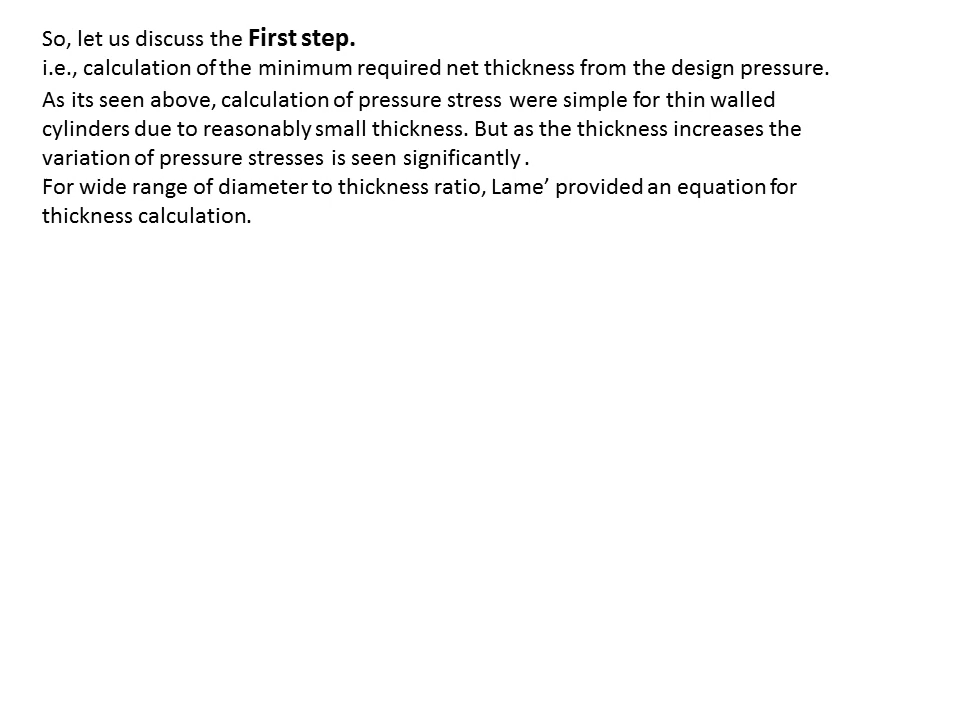 So, let us discuss the First step.
i.e., calculation of the minimum required net thickness from the design pressure.
As its seen above, calculation of pressure stress were simple for thin walled
cylinders due to reasonably small thickness. But as the thickness increases the
variation of pressure stresses is seen significantly .
For wide range of diameter to thickness ratio, Lame’ provided an equation for
thickness calculation.